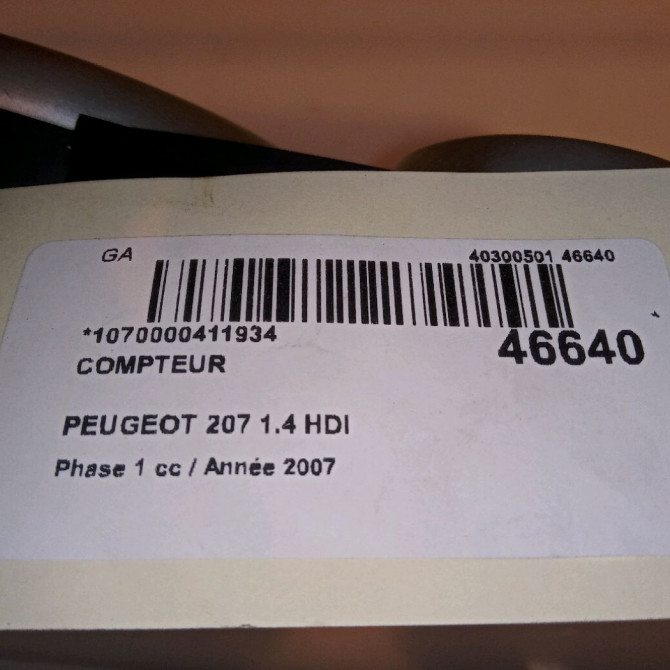 GA 40300501 46640
*1070000411934
46640
COMPTEUR
PEUGEOT 207 1.4 HDI
Phase 1 cc / Année 2007